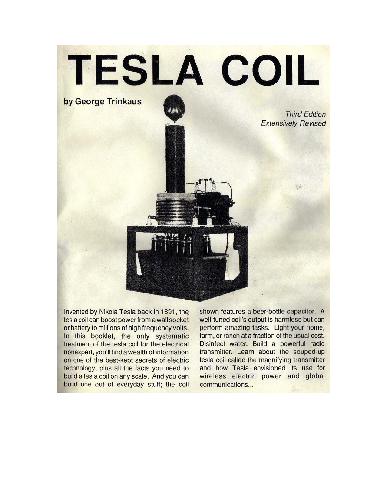 TESLA COIL
by George Trinkaus
Third Edition
Extensively Revised
Invented by Nikola Tesla back in 1891, the
tesla coil can boost power from a wall socket
or battery to millions of high frequency volts.
In this booklet, the only systematic
treatment of the tesla coil for the electrical
nonexpert, you'll find a wealth of information
on one of the best-kept secrets of electric
technology, plus all the facts you need to
build a tesla coil on any scale. And you can
build one out of everyday stuff; the coil
shown features a beer-bottle capacitor. A
well-tuned coil's output is harmless but can
perform amazing tasks. Light your home,
farm, or ranch at a fraction of the usual cost.
Disinfect water. Build a powerful radio
transmitter. Learn about the souped-up
tesla coil called the magnifying transmitter
and how Tesla envisioned its use for
wireless electric power and global
communications...